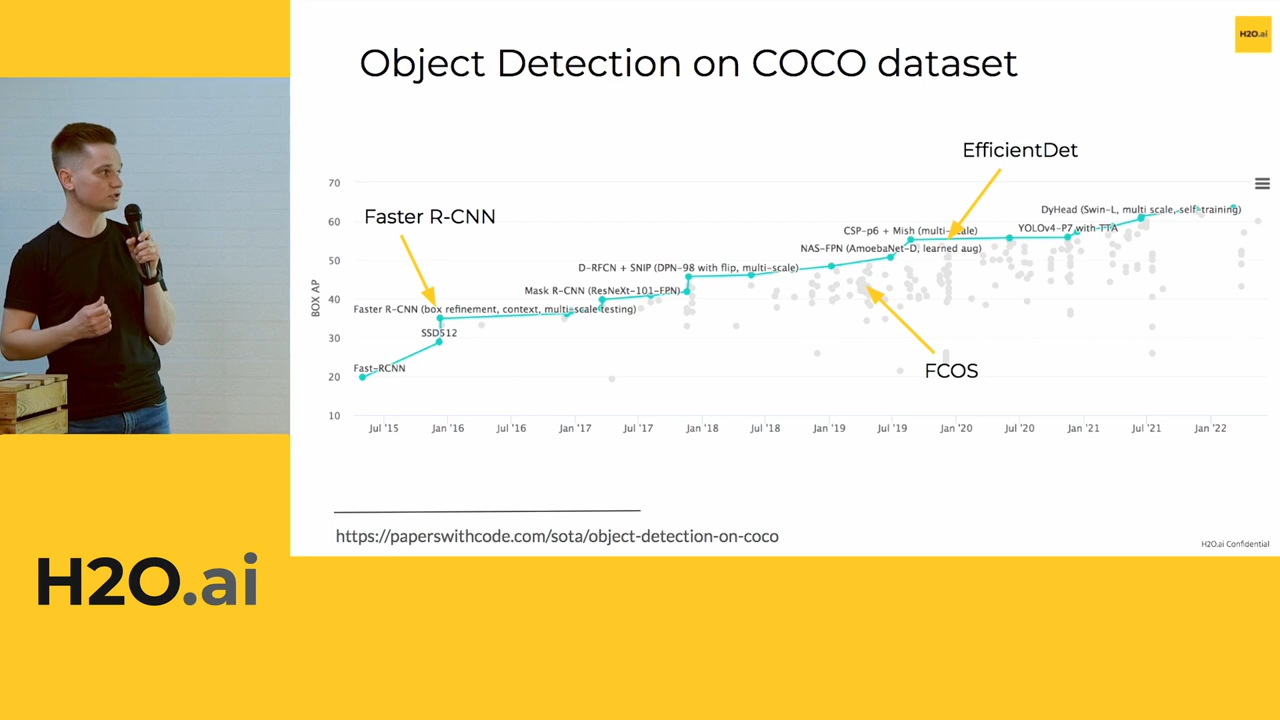 H2O.ai
Object Detection on COCO dataset
EfficientDet
Faster R-CNN
70
60
50
40
30
20
10
BOX AP
DyHead (Swin-L, multi scale, self-training)
YOLOv4-P7 with TTA
CSP-p6 + Mish (multi-scale)
NAS-FPN (AmoebaNet-D, learned aug)
D-RFCN + SNIP (DPN-98 with flip, multi-scale)
Mask R-CNN (ResNeXt-101-FPN)
Faster R-CNN (box refinement, context, multi-scale testing)
SSD512
Fast-RCNN
FCOS
Jul '15 Jan '16 Jul '16 Jan '17 Jul '17 Jan '18 Jul '18 Jan '19 Jul '19 Jan '20 Jul '20 Jan '21 Jul '21 Jan '22
https://paperswithcode.com/sota/object-detection-on-coco
H2O.ai Confidential
H2O.ai